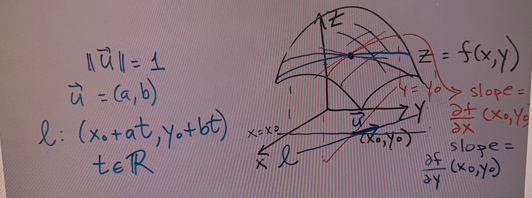 ‖u⃗‖ = 1
u⃗ = (a,b)
l: (x₀+at, y₀+bt)
t∈ℝ
Z
Z = f(x,y)
y = y₀
slope =
∂f/∂x (x₀, y₀
Y
u⃗
x=x₀
(x₀,y₀)
x
l
slope =
∂f/∂y (x₀,y₀)